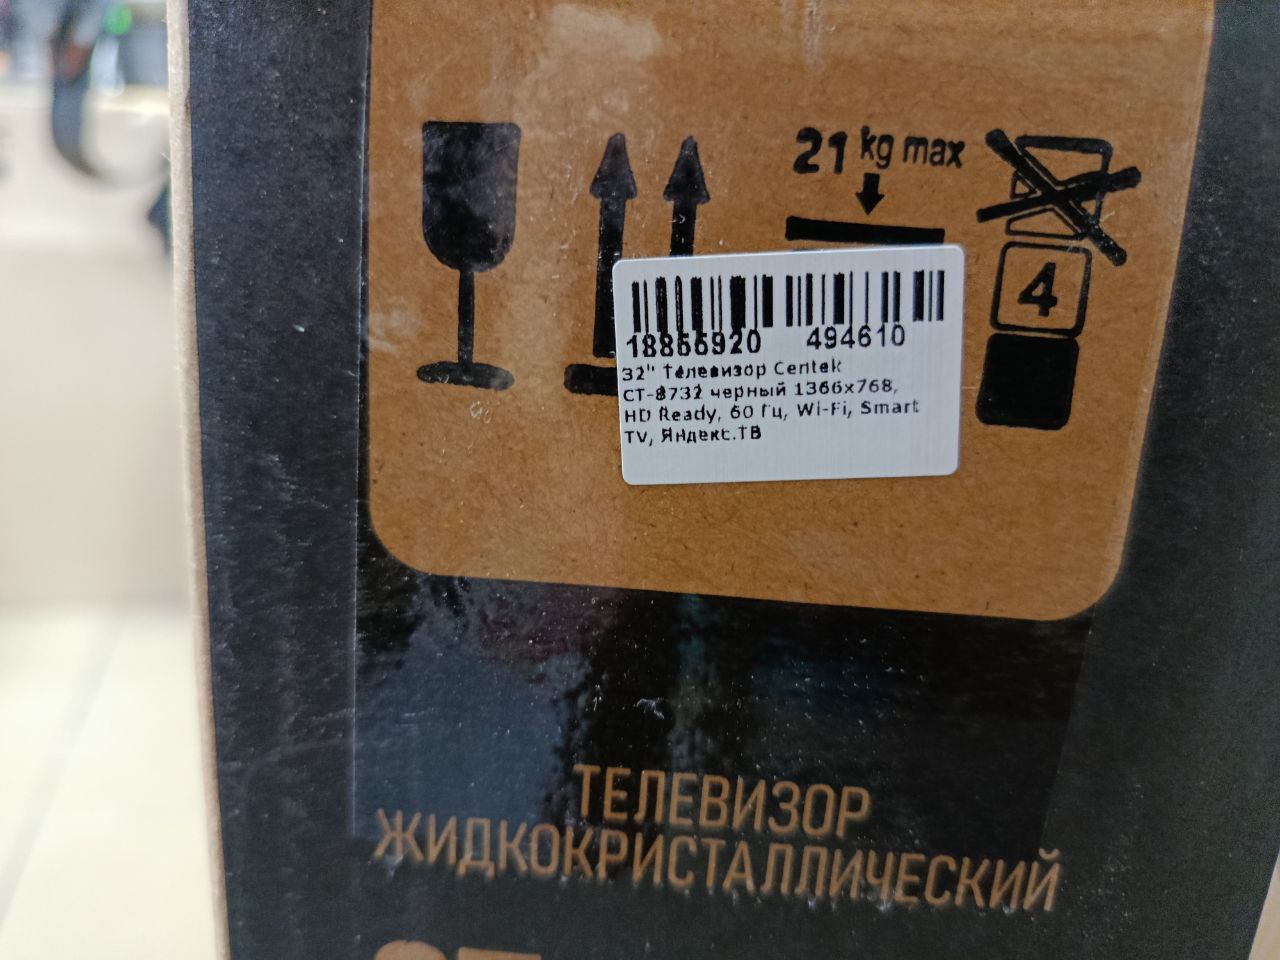 21 kg max
4
18866920 494610
32" Телевизор Centek
CT-8732 черный 1366x768,
HD Ready, 60 Гц, Wi-Fi, Smart
TV, Яндекс.ТВ
ТЕЛЕВИЗОР
ЖИДКОКРИСТАЛЛИЧЕСКИЙ